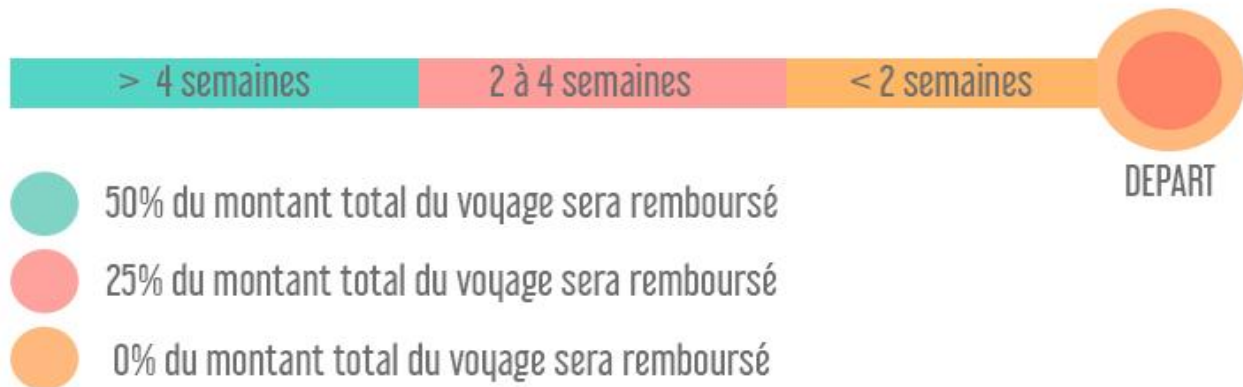 > 4 semaines
2 à 4 semaines
< 2 semaines
DEPART
50% du montant total du voyage sera remboursé
25% du montant total du voyage sera remboursé
0% du montant total du voyage sera remboursé